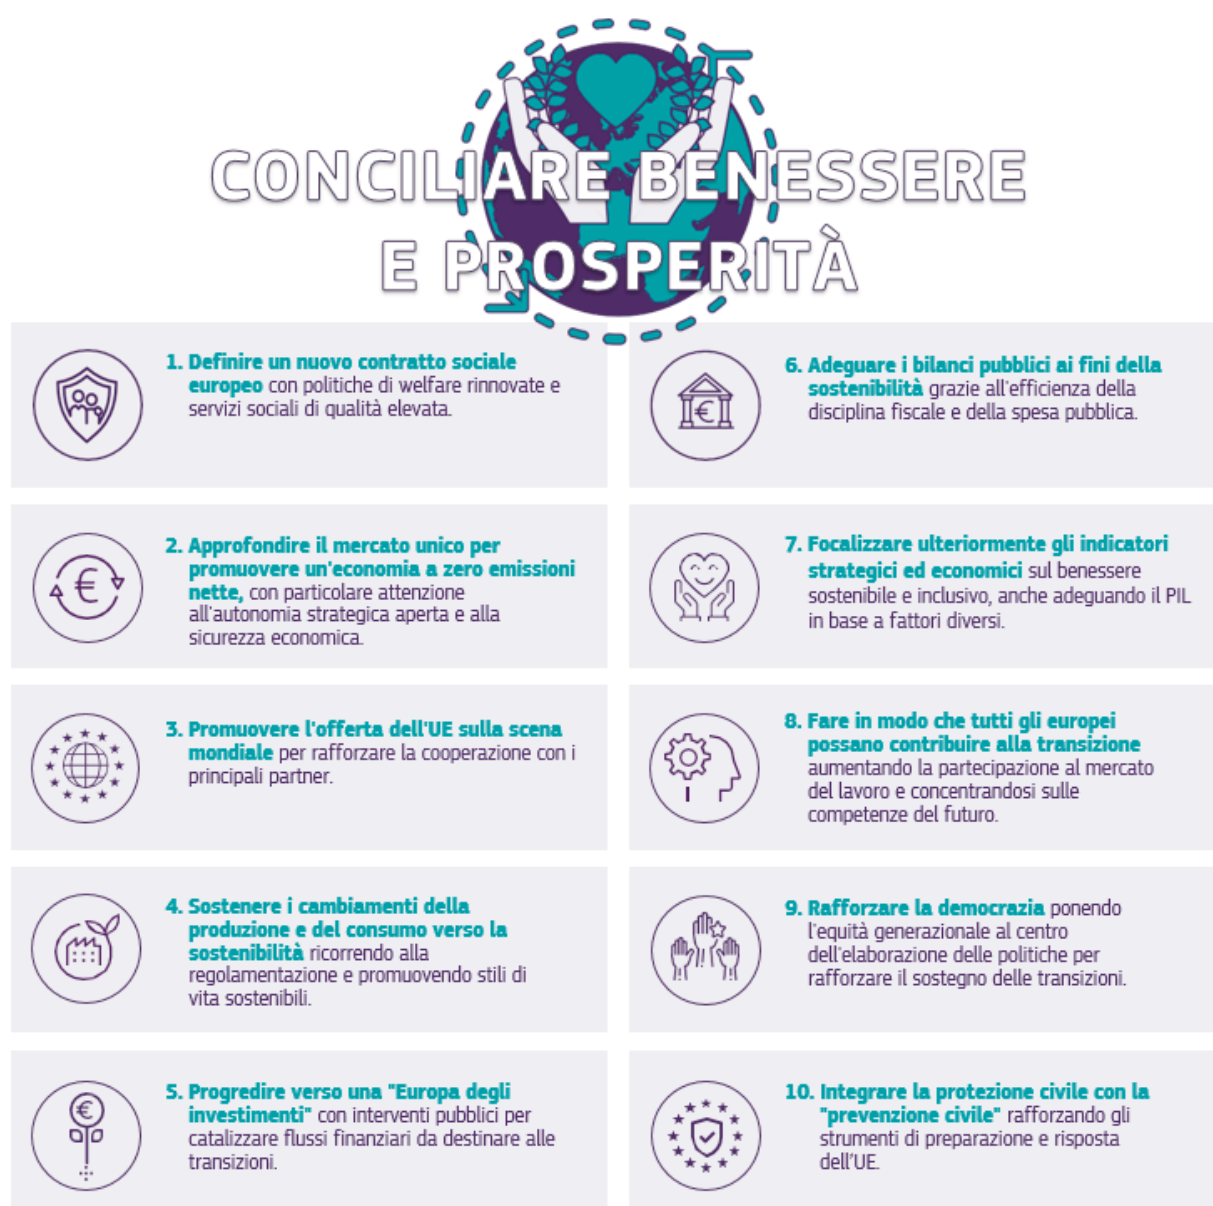 CONCILIARE BENESSERE
E PROSPERITÀ
1. Definire un nuovo contratto sociale
europeo con politiche di welfare rinnovate e
servizi sociali di qualità elevata.
2. Approfondire il mercato unico per
promuovere un'economia a zero emissioni
nette, con particolare attenzione
all'autonomia strategica aperta e alla
sicurezza economica.
3. Promuovere l'offerta dell'UE sulla scena
mondiale per rafforzare la cooperazione con i
principali partner.
4. Sostenere i cambiamenti della
produzione e del consumo verso la
sostenibilità ricorrendo alla
regolamentazione e promuovendo stili di
vita sostenibili.
5. Progredire verso una "Europa degli
investimenti" con interventi pubblici per
catalizzare flussi finanziari da destinare alle
transizioni.
6. Adeguare i bilanci pubblici ai fini della
sostenibilità grazie all'efficienza della
disciplina fiscale e della spesa pubblica.
7. Focalizzare ulteriormente gli indicatori
strategici ed economici sul benessere
sostenibile e inclusivo, anche adeguando il PIL
in base a fattori diversi.
8. Fare in modo che tutti gli europei
possano contribuire alla transizione
aumentando la partecipazione al mercato
del lavoro e concentrandosi sulle
competenze del futuro.
9. Rafforzare la democrazia ponendo
l'equità generazionale al centro
dell'elaborazione delle politiche per
rafforzare il sostegno delle transizioni.
10. Integrare la protezione civile con la
"prevenzione civile" rafforzando gli
strumenti di preparazione e risposta
dell'UE.